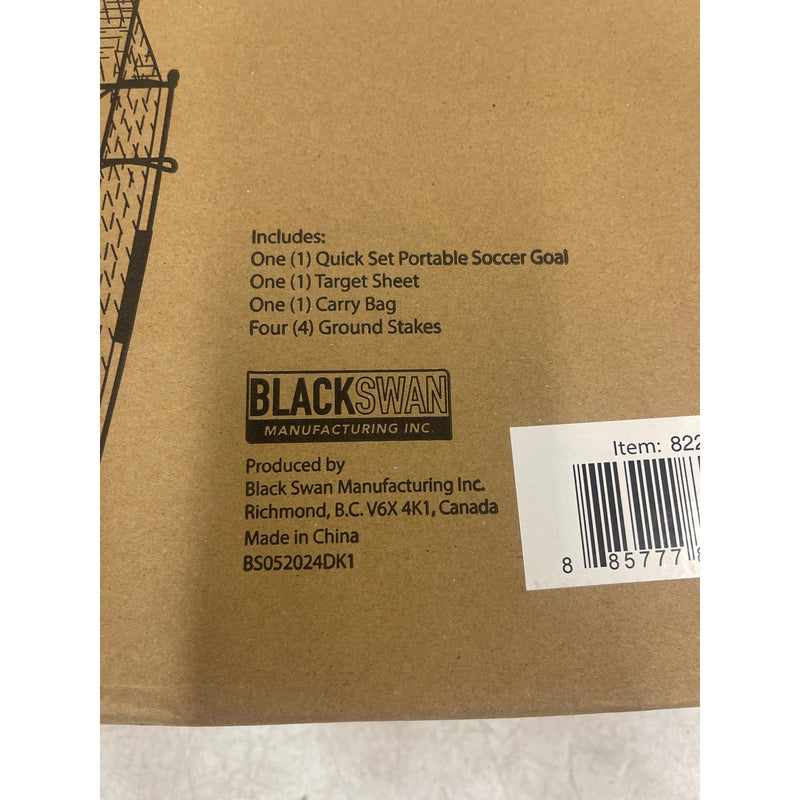 Includes:
One (1) Quick Set Portable Soccer Goal
One (1) Target Sheet
One (1) Carry Bag
Four (4) Ground Stakes
BLACKSWAN
MANUFACTURING INC.
Produced by
Black Swan Manufacturing Inc.
Richmond, B.C. V6X 4K1, Canada
Made in China
BS052024DK1
Item: 822
8 85777 8